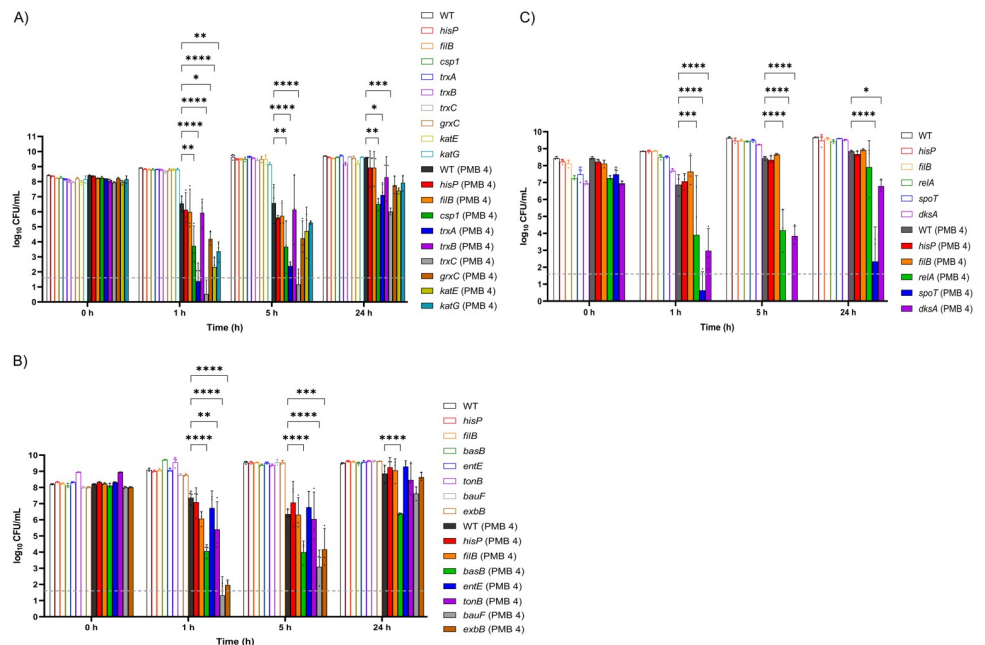 A)
**
****
*
****
****
**
****
****
**
***
*
**
log10 CFU/mL
11
10
9
8
7
6
5
4
3
2
1
0
0 h
1 h
5 h
24 h
Time (h)
WT
hisP
filB
csp1
trxA
trxB
trxC
grxC
katE
katG
WT (PMB 4)
hisP (PMB 4)
filB (PMB 4)
csp1 (PMB 4)
trxA (PMB 4)
trxB (PMB 4)
trxC (PMB 4)
grxC (PMB 4)
katE (PMB 4)
katG (PMB 4)
B)
****
****
**
****
***
****
****
****
log10 CFU/mL
10
9
8
7
6
5
4
3
2
1
0
0 h
1 h
5 h
24 h
Time (h)
WT
hisP
filB
basB
entE
tonB
bauF
exbB
WT (PMB 4)
hisP (PMB 4)
filB (PMB 4)
basB (PMB 4)
entE (PMB 4)
tonB (PMB 4)
bauF (PMB 4)
exbB (PMB 4)
C)
****
****
***
****
****
****
*
****
log10 CFU/mL
10
9
8
7
6
5
4
3
2
1
0
0 h
1 h
5 h
24 h
Time (h)
WT
hisP
filB
relA
spoT
dksA
WT (PMB 4)
hisP (PMB 4)
filB (PMB 4)
relA (PMB 4)
spoT (PMB 4)
dksA (PMB 4)